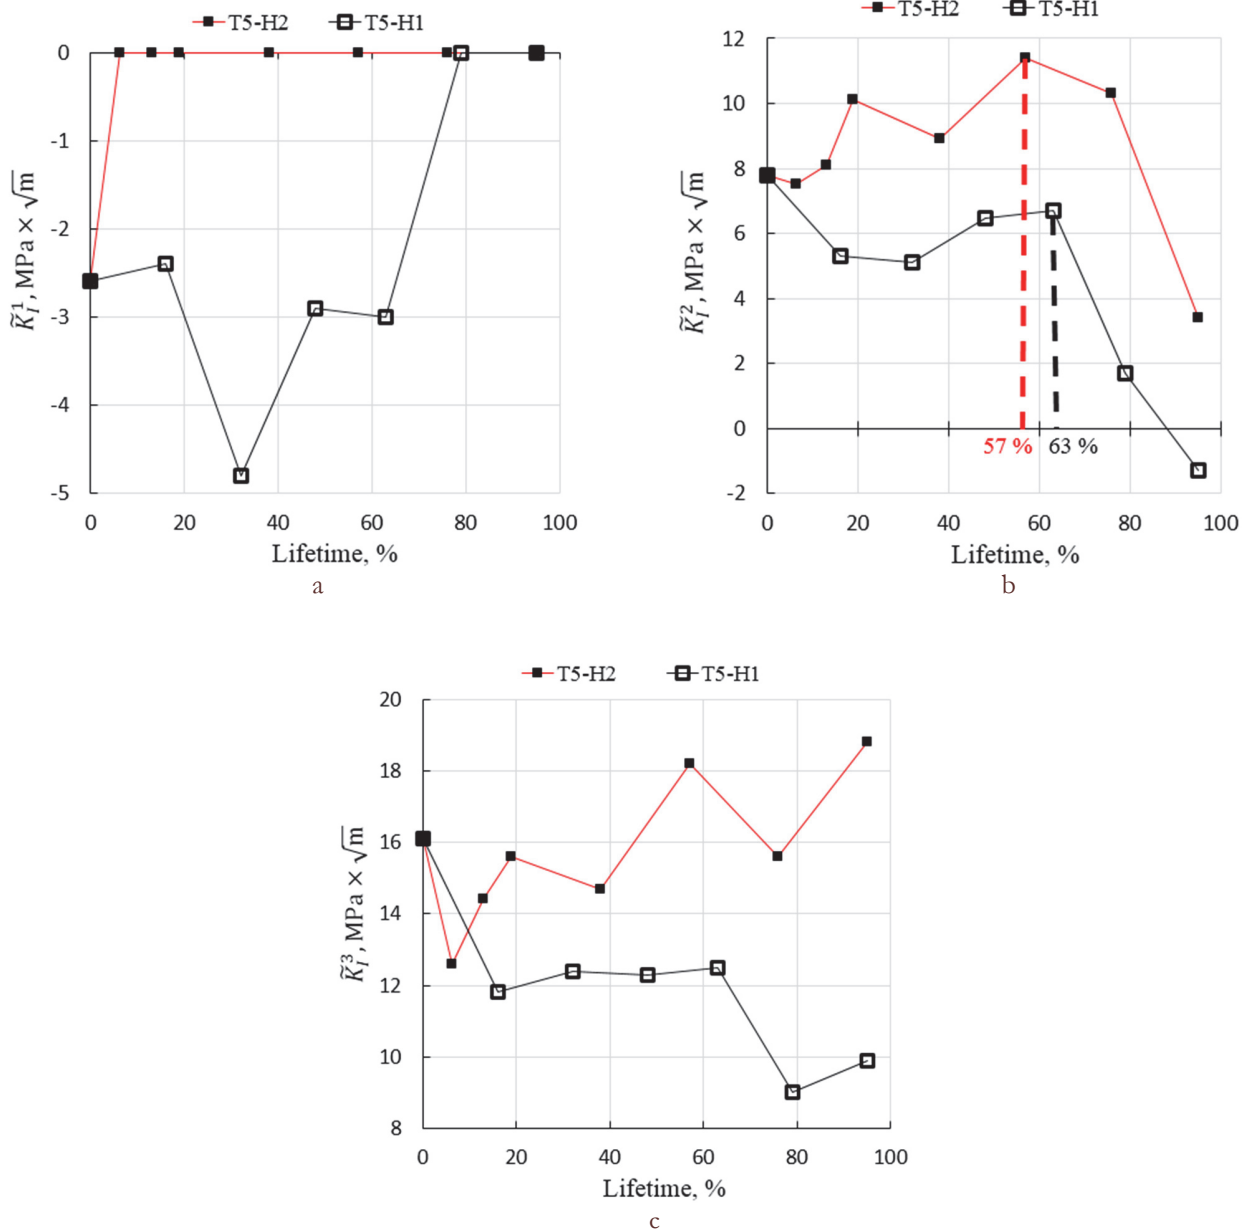 T5-H2 T5-H1
0
-1
-2
-3
-4
-5
K̃_I^1, MPa × √m
0 20 40 60 80 100
Lifetime, %
a
T5-H2 T5-H1
12
10
8
6
4
2
0
-2
K̃_I^2, MPa × √m
57 % 63 %
0 20 40 60 80 100
Lifetime, %
b
T5-H2 T5-H1
20
18
16
14
12
10
8
K̃_I^3, MPa × √m
0 20 40 60 80 100
Lifetime, %
c